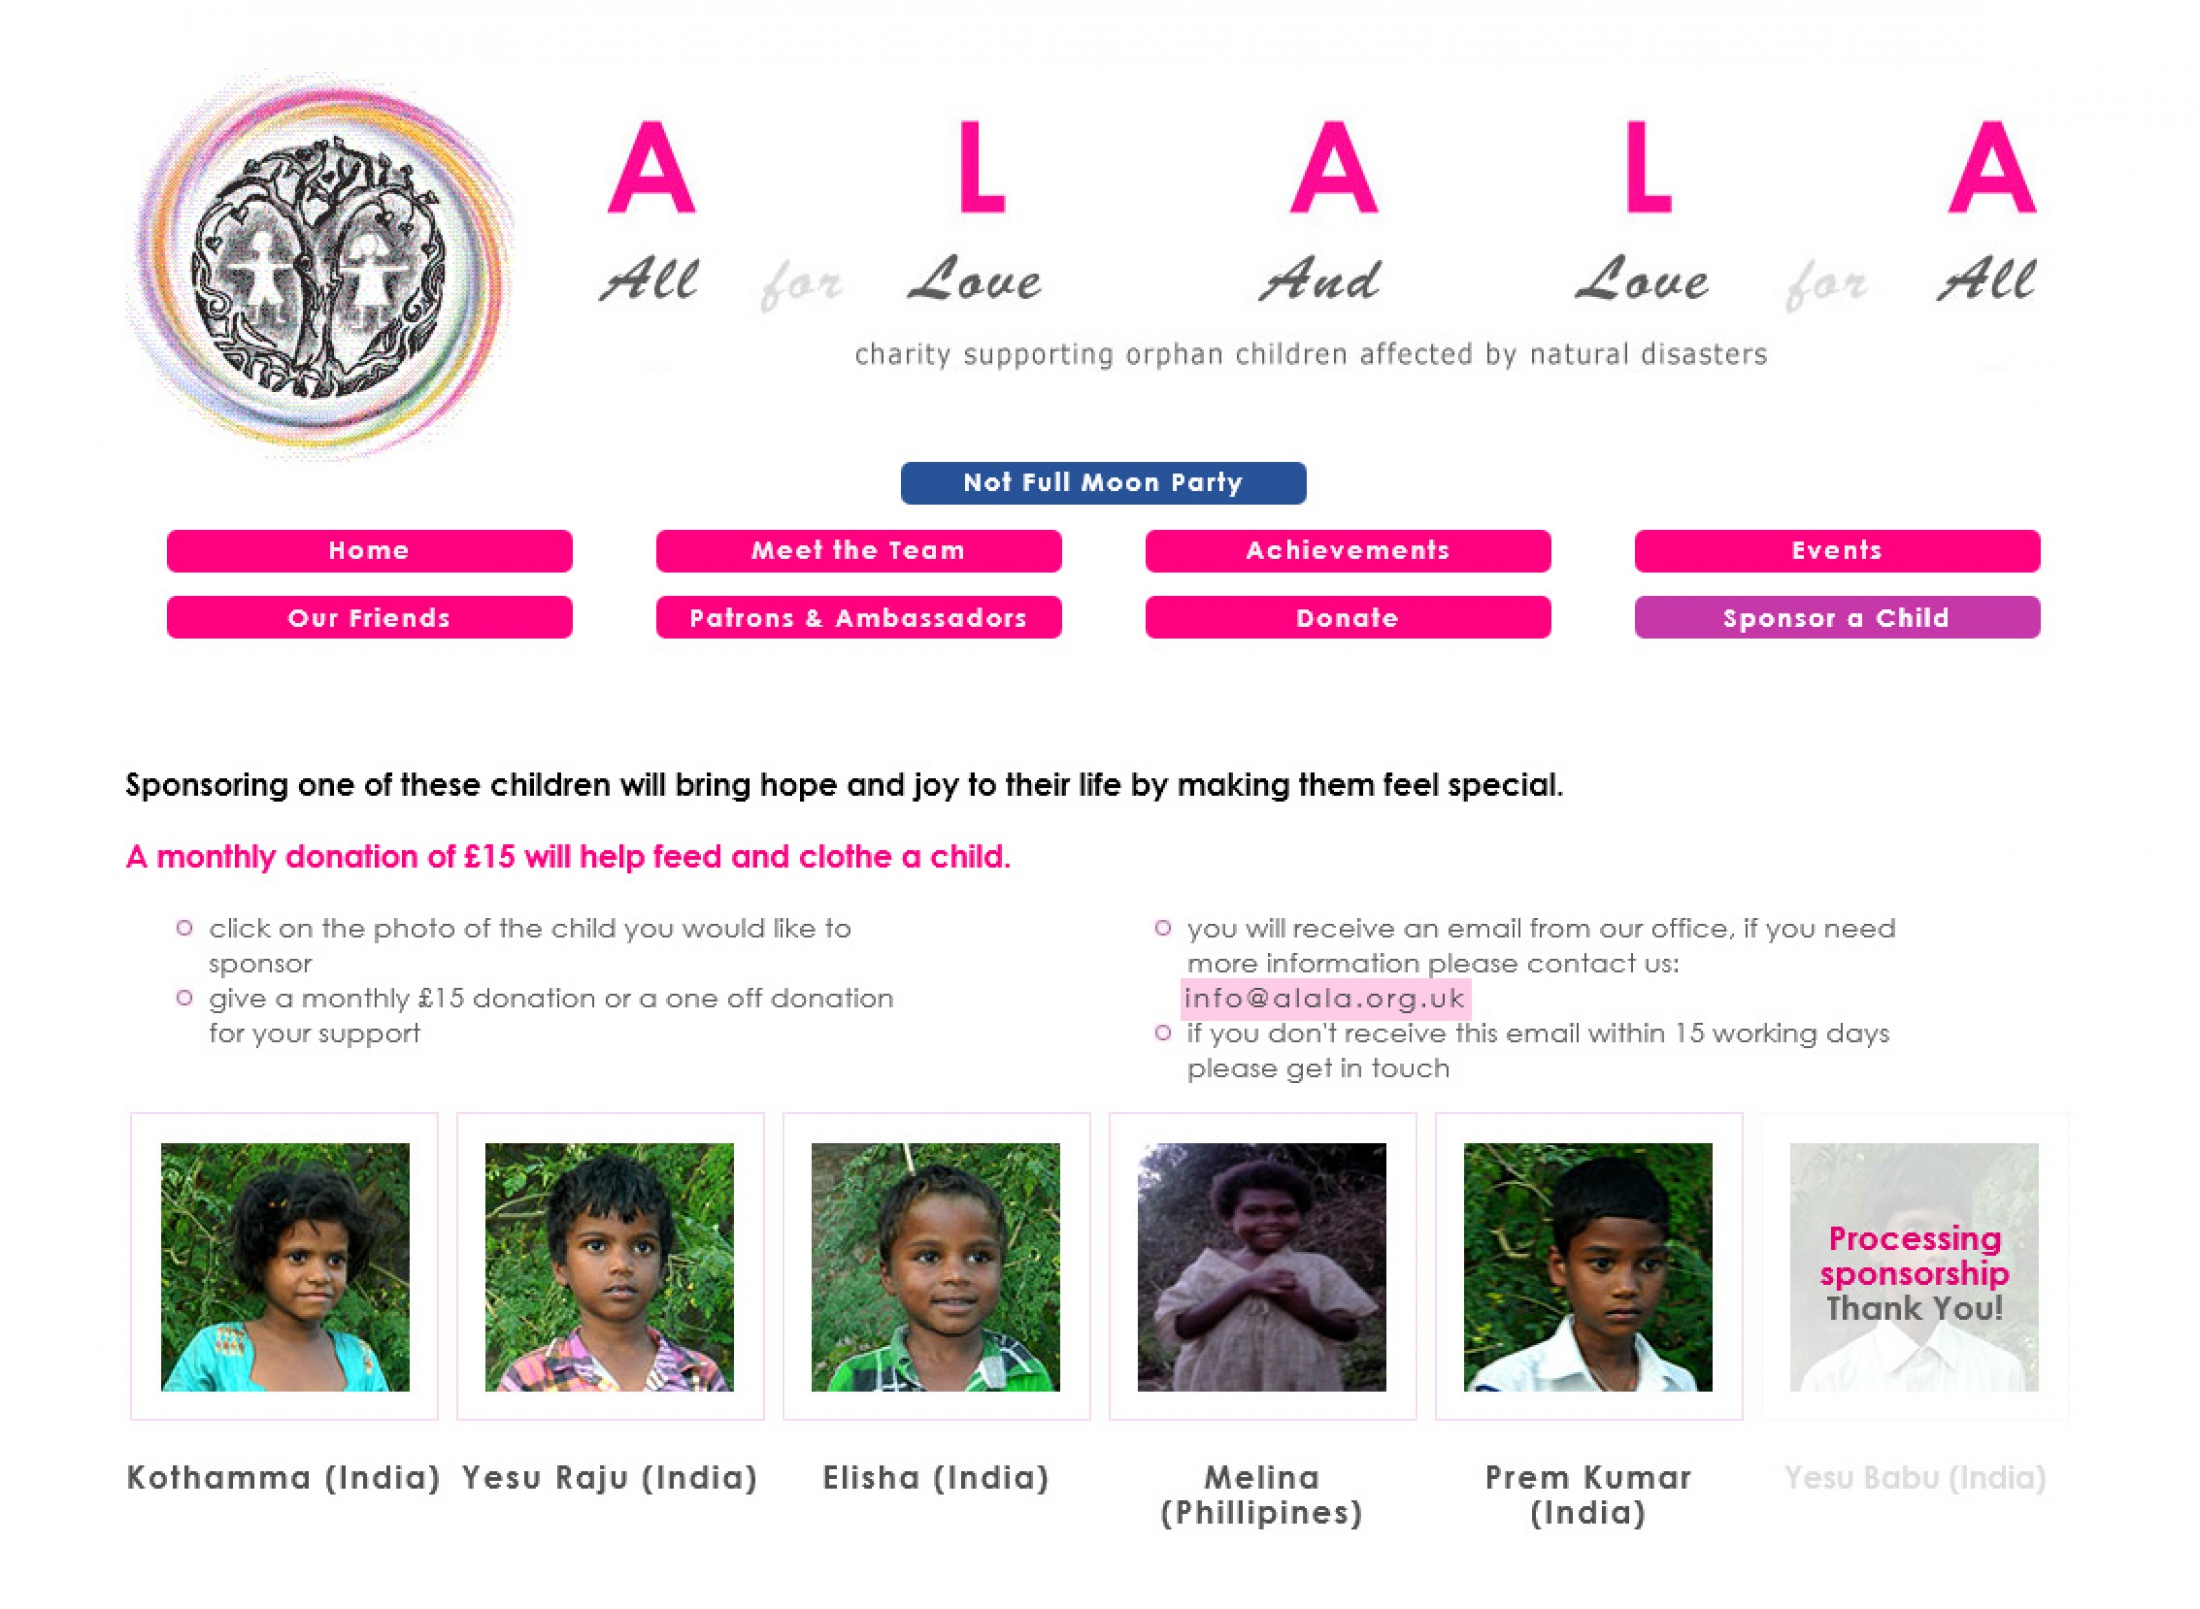 A L A L A
All for Love And Love for All
charity supporting orphan children affected by natural disasters
Not Full Moon Party
Home
Meet the Team
Achievements
Events
Our Friends
Patrons & Ambassadors
Donate
Sponsor a Child
Sponsoring one of these children will bring hope and joy to their life by making them feel special.
A monthly donation of £15 will help feed and clothe a child.
click on the photo of the child you would like to
sponsor
give a monthly £15 donation or a one off donation
for your support
you will receive an email from our office, if you need
more information please contact us:
info@alala.org.uk
if you don't receive this email within 15 working days
please get in touch
Processing
sponsorship
Thank You!
Kothamma (India)
Yesu Raju (India)
Elisha (India)
Melina
(Phillipines)
Prem Kumar
(India)
Yesu Babu (India)